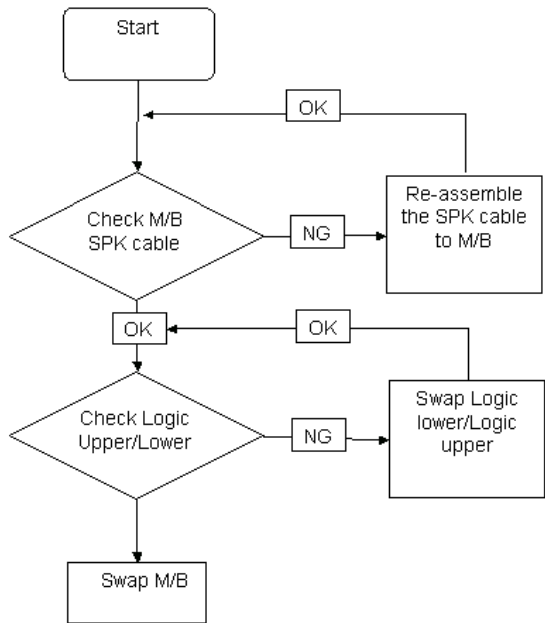 Start
OK
Check M/B
SPK cable
NG
Re-assemble
the SPK cable
to M/B
OK
OK
Check Logic
Upper/Lower
NG
Swap Logic
lower/Logic
upper
Swap M/B